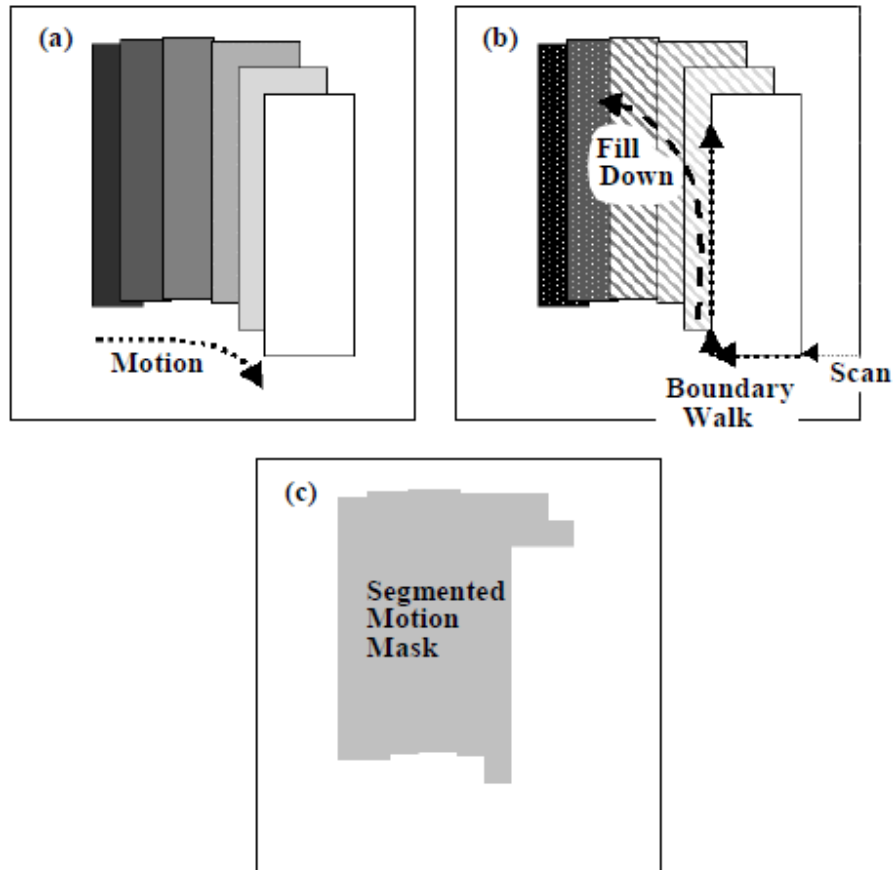 (a)
Motion
(b)
Fill
Down
Scan
Boundary
Walk
(c)
Segmented
Motion
Mask